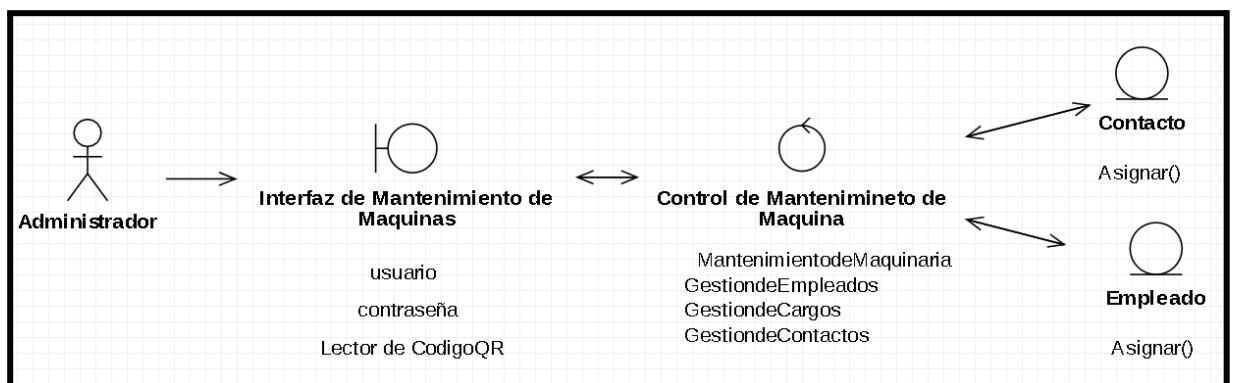 Administrador
Interfaz de Mantenimiento de
Maquinas
usuario
contraseña
Lector de CodigoQR
Control de Mantenimineto de
Maquina
MantenimientodeMaquinaria
GestiondeEmpleados
GestiondeCargos
GestiondeContactos
Contacto
Asignar()
Empleado
Asignar()